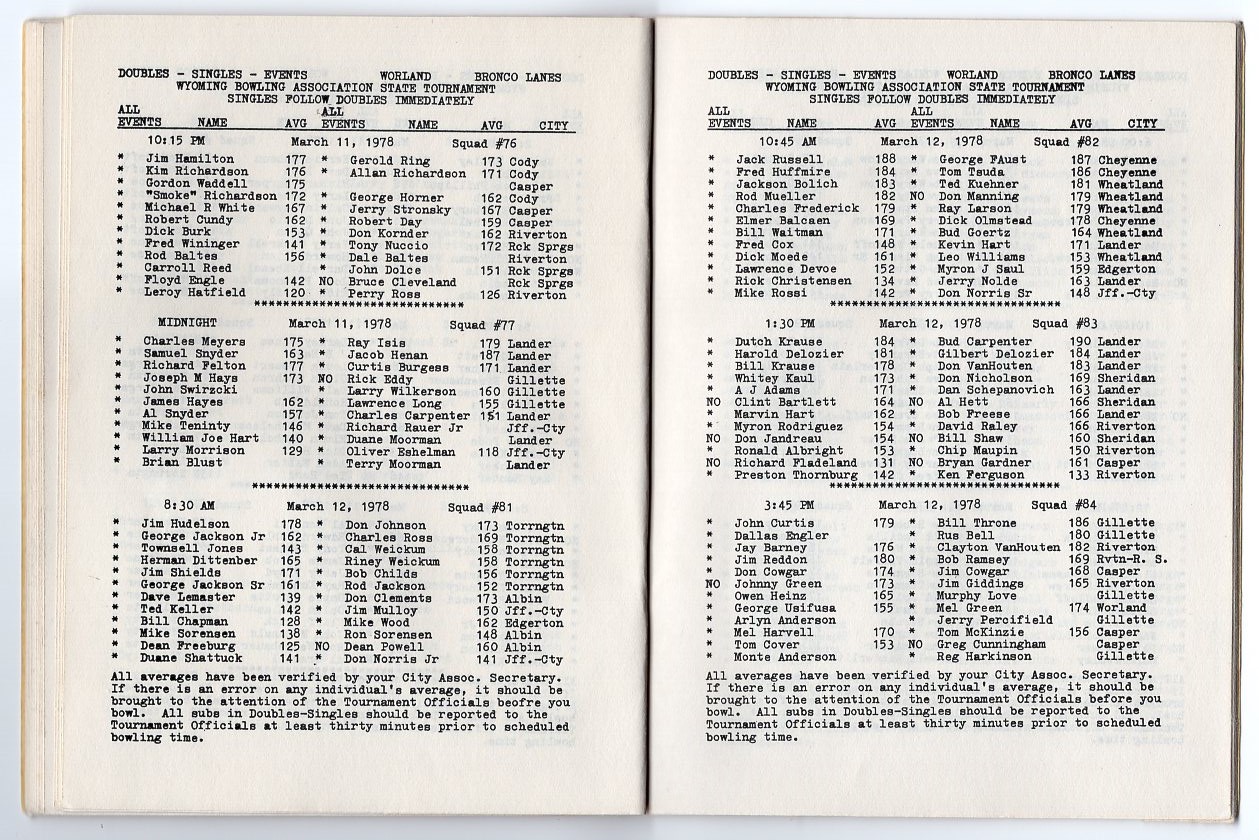 DOUBLES - SINGLES - EVENTS WORLAND BRONCO LANES
WYOMING BOWLING ASSOCIATION STATE TOURNAMENT
SINGLES FOLLOW DOUBLES IMMEDIATELY
ALL ALL
EVENTS NAME AVG EVENTS NAME AVG CITY
10:15 PM March 11, 1978 Squad #76
* Jim Hamilton 177 * Gerold Ring 173 Cody
* Kim Richardson 176 * Allan Richardson 171 Cody
* Gordon Waddell 175 Casper
* "Smoke" Richardson 172 * George Horner 162 Cody
* Michael R White 167 * Jerry Stronsky 167 Casper
* Robert Cundy 162 * Robert Day 159 Casper
* Dick Burk 153 * Don Kornder 162 Riverton
* Fred Wininger 141 * Tony Nuccio 172 Rck Sprgs
* Rod Baltes 156 * Dale Baltes Riverton
* Carroll Reed * John Dolce 151 Rck Sprgs
* Floyd Engle 142 NO Bruce Cleveland Rck Sprgs
* Leroy Hatfield 120 * Perry Ross 126 Riverton
*****************************
MIDNIGHT March 11, 1978 Squad #77
* Charles Meyers 175 * Ray Isis 179 Lander
* Samuel Snyder 163 * Jacob Henan 187 Lander
* Richard Felton 177 * Curtis Burgess 171 Lander
* Joseph M Hays 173 NO Rick Eddy Gillette
* John Swirzcki * Larry Wilkerson 160 Gillette
* James Hayes 162 * Lawrence Long 155 Gillette
* Al Snyder 157 * Charles Carpenter 151 Lander
* Mike Teninty 146 * Richard Rauer Jr Jff.-Cty
* William Joe Hart 140 * Duane Moorman Lander
* Larry Morrison 129 * Oliver Eshelman 118 Jff.-Cty
* Brian Blust * Terry Moorman Lander
******************************
8:30 AM March 12, 1978 Squad #81
* Jim Hudelson 178 * Don Johnson 173 Torrngtn
* George Jackson Jr 162 * Charles Ross 169 Torrngtn
* Townsell Jones 143 * Cal Weickum 158 Torrngtn
* Herman Dittenber 165 * Riney Weickum 158 Torrngtn
* Jim Shields 171 * Bob Childs 156 Torrngtn
* George Jackson Sr 161 * Rod Jackson 152 Torrngtn
* Dave Lemaster 139 * Don Clements 173 Albin
* Ted Keller 142 * Jim Mulloy 150 Jff.-Cty
* Bill Chapman 128 * Mike Wood 162 Edgerton
* Mike Sorensen 138 * Ron Sorensen 148 Albin
* Dean Freeburg 125 NO Dean Powell 160 Albin
* Duane Shattuck 141 * Don Norris Jr 141 Jff.-Cty
All averages have been verified by your City Assoc. Secretary.
If there is an error on any individual's average, it should be
brought to the attention of the Tournament Officials beofre you
bowl. All subs in Doubles-Singles should be reported to the
Tournament Officials at least thirty minutes prior to scheduled
bowling time.
DOUBLES - SINGLES - EVENTS WORLAND BRONCO LANES
WYOMING BOWLING ASSOCIATION STATE TOURNAMENT
SINGLES FOLLOW DOUBLES IMMEDIATELY
ALL ALL
EVENTS NAME AVG EVENTS NAME AVG CITY
10:45 AM March 12, 1978 Squad #82
* Jack Russell 188 * George FAust 187 Cheyenne
* Fred Huffmire 184 * Tom Tsuda 186 Cheyenne
* Jackson Bolich 183 * Ted Kuehner 181 Wheatland
* Rod Mueller 182 NO Don Manning 179 Wheatland
* Charles Frederick 179 * Ray Larson 179 Wheatland
* Elmer Balcaen 169 * Dick Olmstead 178 Cheyenne
* Bill Waitman 171 * Bud Goertz 164 Wheatland
* Fred Cox 148 * Kevin Hart 171 Lander
* Dick Moede 161 * Leo Williams 153 Wheatland
* Lawrence Devoe 152 * Myron J Saul 159 Edgerton
* Rick Christensen 134 * Jerry Nolde 163 Lander
* Mike Rossi 142 * Don Norris Sr 148 Jff.-Cty
********************************
1:30 PM March 12, 1978 Squad #83
* Dutch Krause 184 * Bud Carpenter 190 Lander
* Harold Delozier 181 * Gilbert Delozier 184 Lander
* Bill Krause 178 * Don VanHouten 183 Lander
* Whitey Kaul 173 * Don Nicholson 169 Sheridan
* A J Adams 171 * Dan Schepanovich 163 Lander
NO Clint Bartlett 164 NO Al Hett 166 Sheridan
* Marvin Hart 162 * Bob Freese 166 Lander
* Myron Rodriguez 154 * David Raley 166 Riverton
NO Don Jandreau 154 NO Bill Shaw 160 Sheridan
* Ronald Albright 153 * Chip Maupin 150 Riverton
NO Richard Fladeland 131 NO Bryan Gardner 161 Casper
* Preston Thornburg 142 * Ken Ferguson 133 Riverton
********************************
3:45 PM March 12, 1978 Squad #84
* John Curtis 179 * Bill Throne 186 Gillette
* Dallas Engler * Rus Bell 180 Gillette
* Jay Barney 176 * Clayton VanHouten 182 Riverton
* Jim Reddon 180 * Bob Ramsey 169 Rvtn-R. S.
* Don Cowgar 174 * Jim Cowgar 168 Casper
NO Johnny Green 173 * Jim Giddings 165 Riverton
* Owen Heinz 165 * Murphy Love Gillette
* George Usifusa 155 * Mel Green 174 Worland
* Arlyn Anderson * Jerry Percifield Gillette
* Mel Harvell 170 * Tom McKinzie 156 Casper
* Tom Cover 153 NO Greg Cunningham Casper
* Monte Anderson * Reg Harkinson Gillette
All averages have been verified by your City Assoc. Secretary.
If there is an error on any individual's average, it should be
brought to the attention of the Tournament Officials before you
bowl. All subs in Doubles-Singles should be reported to the
Tournament Officials at least thirty minutes prior to scheduled
bowling time.